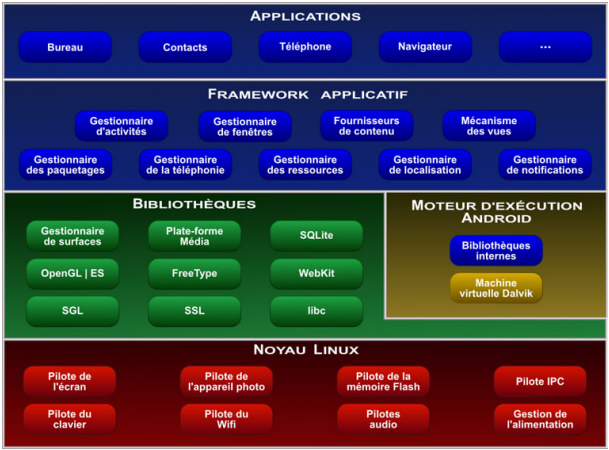 APPLICATIONS
Bureau
Contacts
Téléphone
Navigateur
...
FRAMEWORK APPLICATIF
Gestionnaire
d'activités
Gestionnaire
de fenêtres
Fournisseurs
de contenu
Mécanisme
des vues
Gestionnaire
des paquetages
Gestionnaire
de la téléphonie
Gestionnaire
des ressources
Gestionnaire
de localisation
Gestionnaire
de notifications
BIBLIOTHÈQUES
Gestionnaire
de surfaces
Plate-forme
Média
SQLite
OpenGL | ES
FreeType
WebKit
SGL
SSL
libc
MOTEUR D'EXÉCUTION
ANDROID
Bibliothèques
internes
Machine
virtuelle Dalvik
NOYAU LINUX
Pilote de
l'écran
Pilote de
l'appareil photo
Pilote de la
mémoire Flash
Pilote IPC
Pilote du
clavier
Pilote du
Wifi
Pilotes
audio
Gestion de
l'alimentation